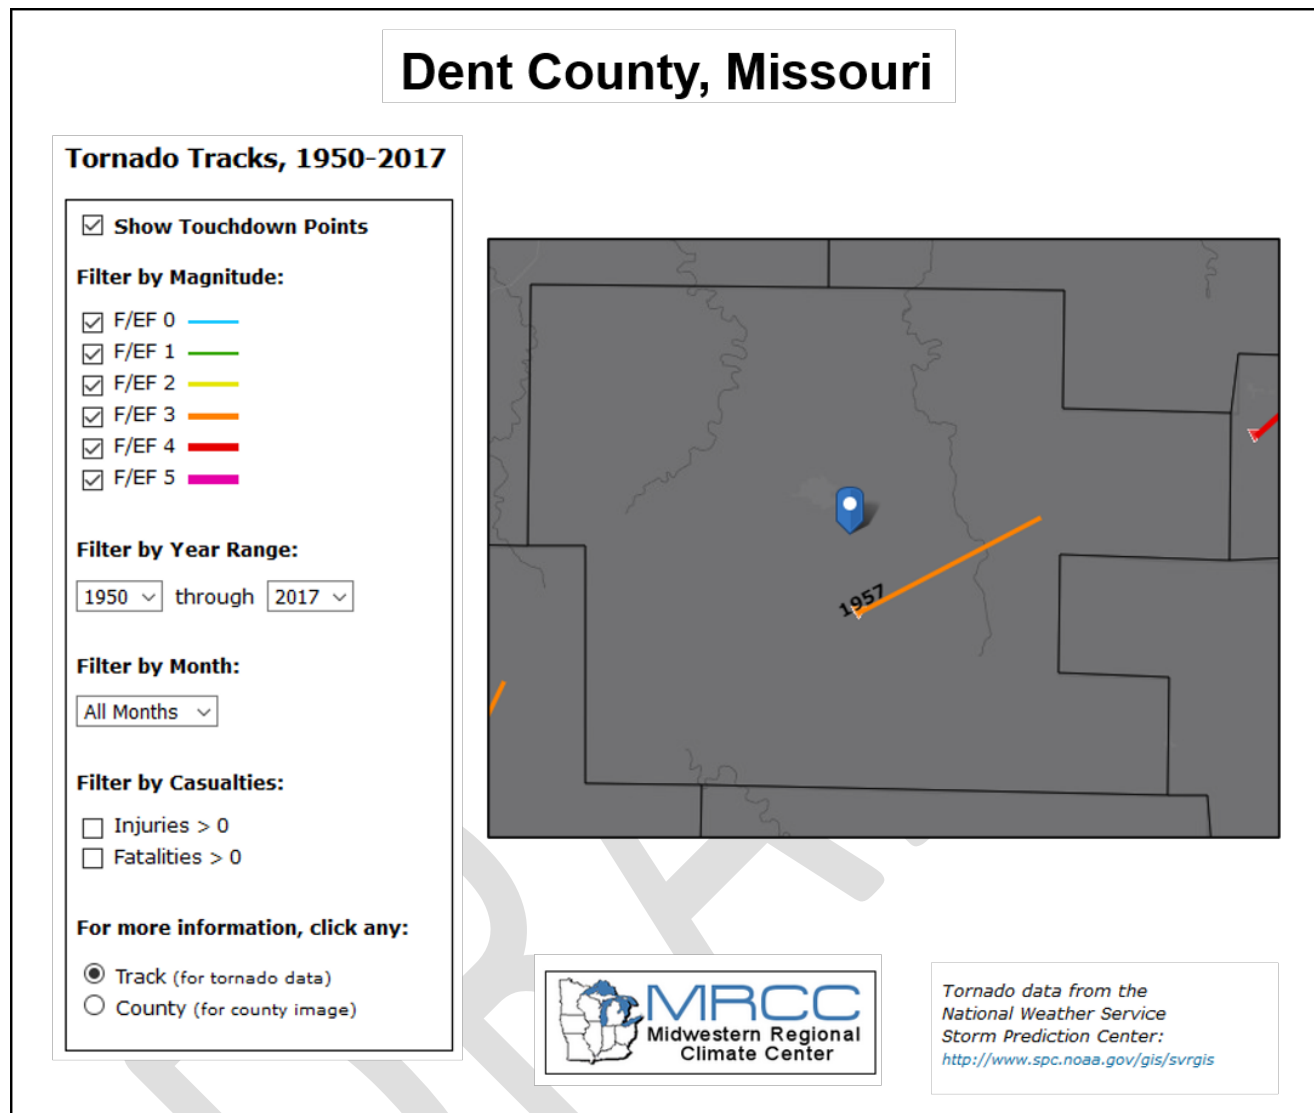 Dent County, Missouri
Tornado Tracks, 1950-2017
Show Touchdown Points
Filter by Magnitude:
F/EF 0
F/EF 1
F/EF 2
F/EF 3
F/EF 4
F/EF 5
Filter by Year Range:
1950 through 2017
Filter by Month:
All Months
Filter by Casualties:
Injuries > 0
Fatalities > 0
For more information, click any:
Track (for tornado data)
County (for county image)
1957
MRCC
Midwestern Regional
Climate Center
Tornado data from the
National Weather Service
Storm Prediction Center:
http://www.spc.noaa.gov/gis/svrgis